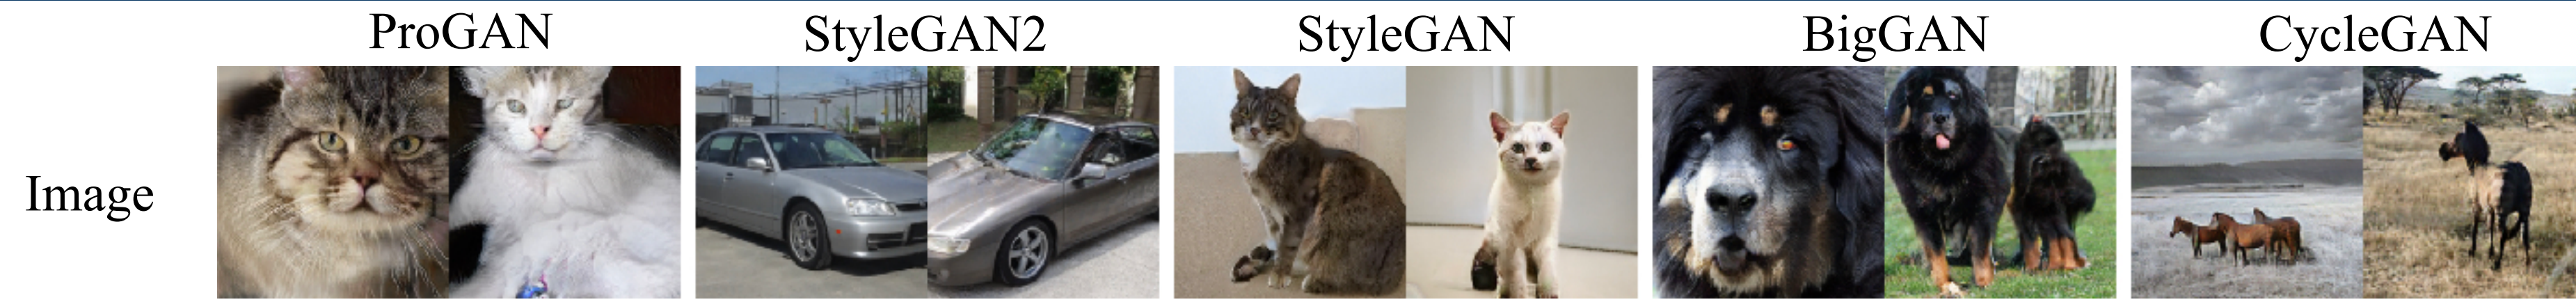 ProGAN StyleGAN2 StyleGAN BigGAN CycleGAN
Image